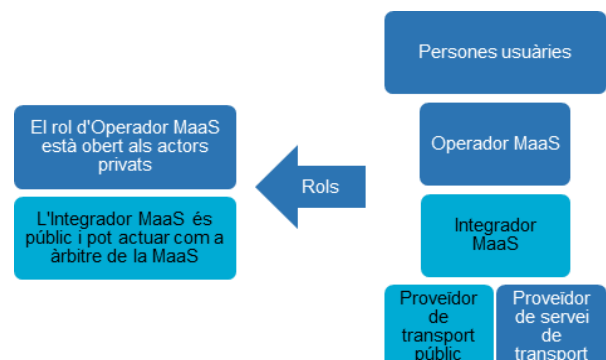 Persones usuàries
Operador MaaS
Integrador
MaaS
Proveïdor
de
transport
públic
Proveïdor
de servei
de
transport
Rols
El rol d'Operador MaaS
està obert als actors
privats
L'Integrador MaaS és
públic i pot actuar com a
àrbitre de la MaaS